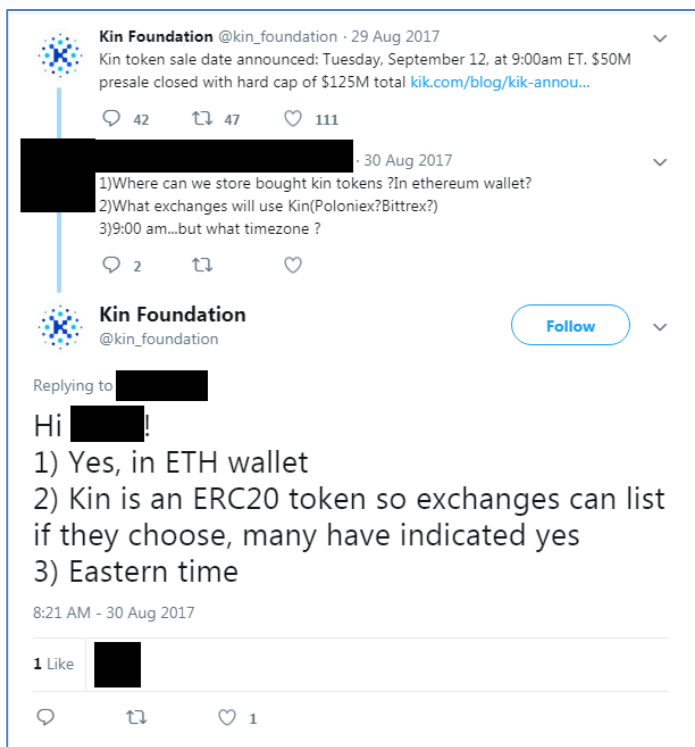 Kin Foundation @kin_foundation · 29 Aug 2017
Kin token sale date announced: Tuesday, September 12, at 9:00am ET. $50M
presale closed with hard cap of $125M total kik.com/blog/kik-annou...
42 47 111
· 30 Aug 2017
1)Where can we store bought kin tokens ?In ethereum wallet?
2)What exchanges will use Kin(Poloniex?Bittrex?)
3)9:00 am...but what timezone ?
2
Kin Foundation
@kin_foundation
Follow
Replying to
Hi !
1) Yes, in ETH wallet
2) Kin is an ERC20 token so exchanges can list
if they choose, many have indicated yes
3) Eastern time
8:21 AM - 30 Aug 2017
1 Like
1